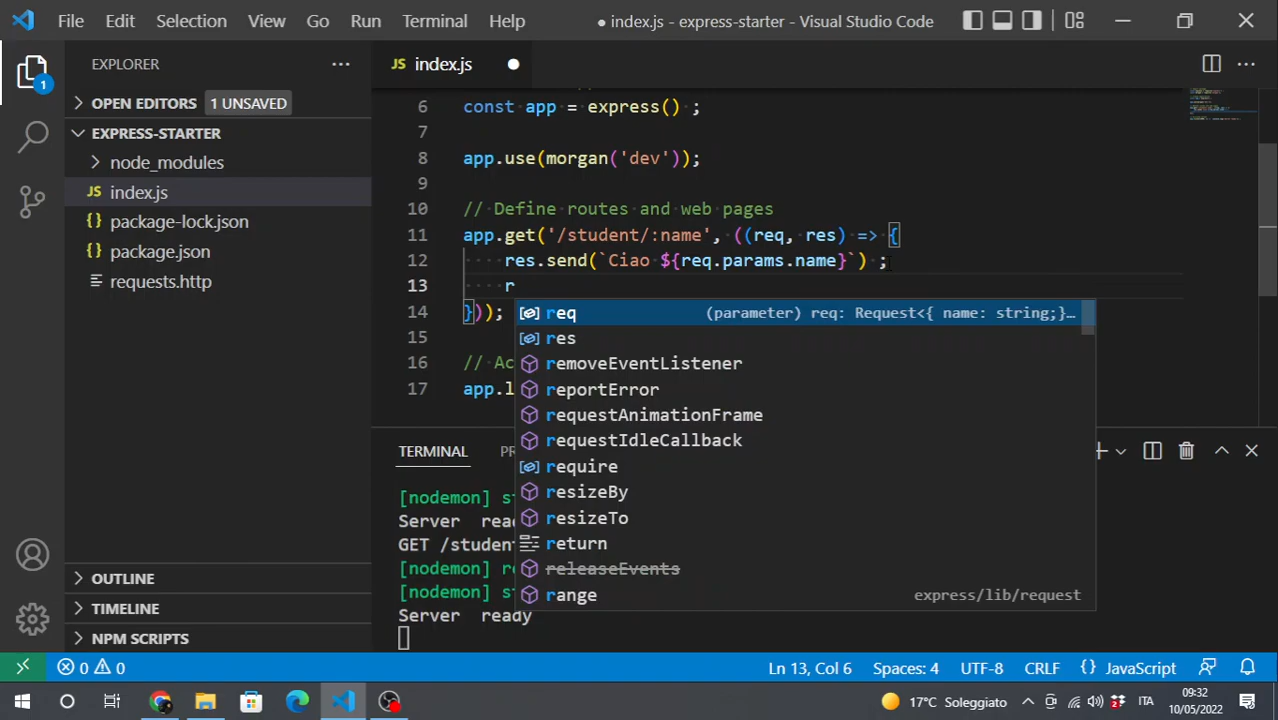 File Edit Selection View Go Run Terminal Help ● index.js - express-starter - Visual Studio Code
EXPLORER ...
JS index.js ● ...
1
OPEN EDITORS 1 UNSAVED
EXPRESS-STARTER
node_modules
JS index.js
{} package-lock.json
{} package.json
requests.http
OUTLINE
TIMELINE
NPM SCRIPTS
6 const app = express() ;
7
8 app.use(morgan('dev'));
9
10 // Define routes and web pages
11 app.get('/student/:name', ((req, res) => {
12 res.send(`Ciao ${req.params.name}`) ;
13 r
14 }));
15
16 // Ac
17 app.l
req (parameter) req: Request<{ name: string;}…
res
removeEventListener
reportError
requestAnimationFrame
requestIdleCallback
require
resizeBy
resizeTo
return
releaseEvents
range express/lib/request
TERMINAL PR
[nodemon] s
Server rea
GET /studen
[nodemon] r
[nodemon] s
Server ready
0 0 Ln 13, Col 6 Spaces: 4 UTF-8 CRLF {} JavaScript
17°C Soleggiato ITA 09:32
10/05/2022